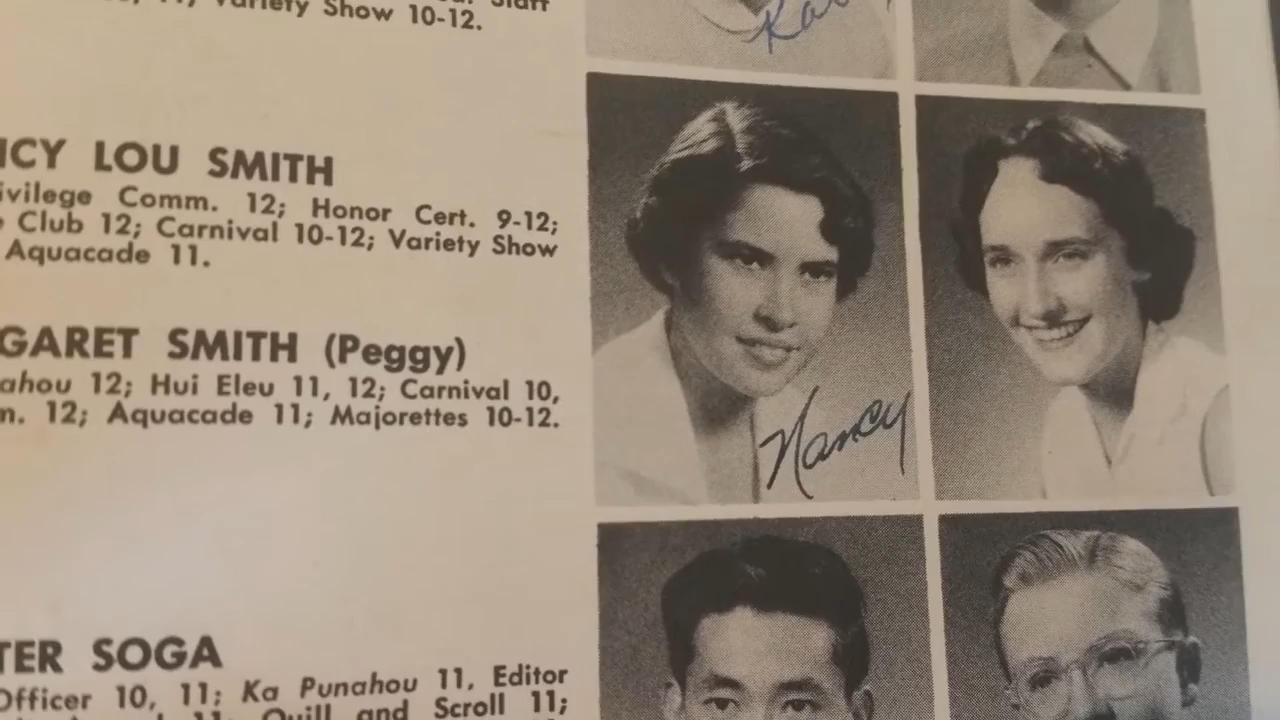 Variety Show 10-12.
ICY LOU SMITH
ivilege Comm. 12; Honor Cert. 9-12;
Club 12; Carnival 10-12; Variety Show
Aquacade 11.
GARET SMITH (Peggy)
ahou 12; Hui Eleu 11, 12; Carnival 10,
m. 12; Aquacade 11; Majorettes 10-12.
Nancy
TER SOGA
Officer 10, 11; Ka Punahou 11, Editor
11; Quill and Scroll 11;